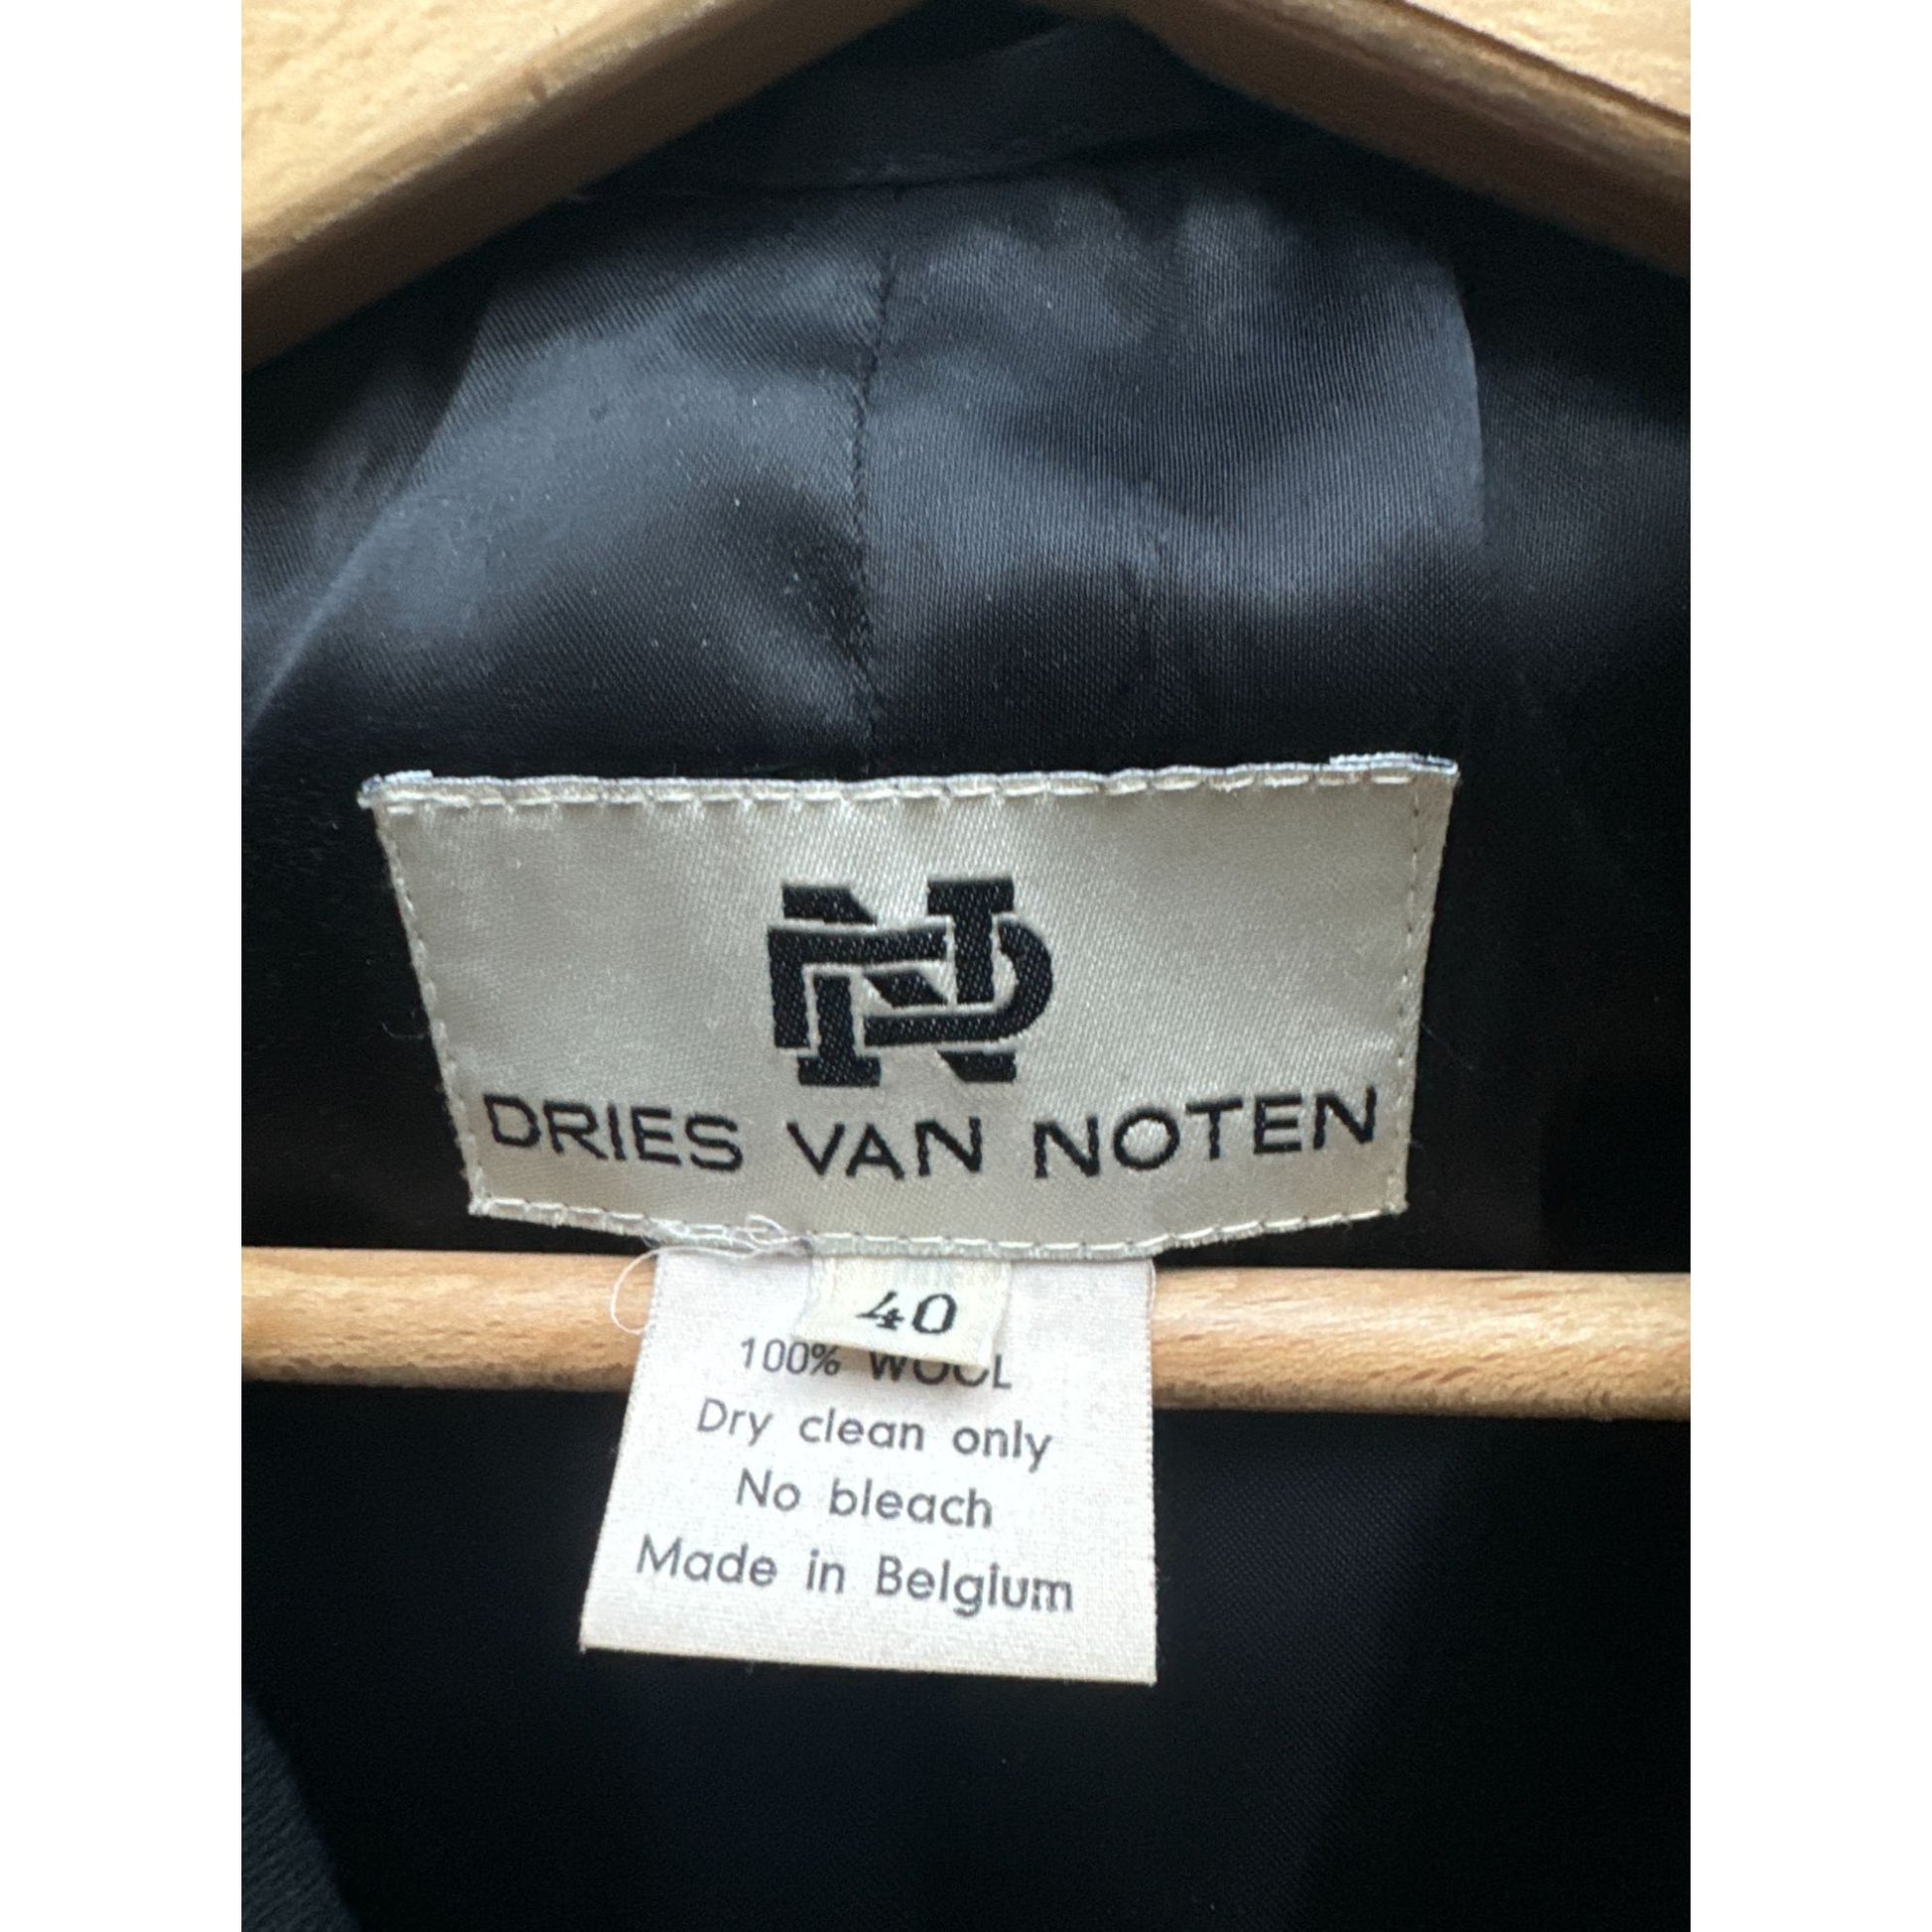 DRIES VAN NOTEN
40
100% WOOL
Dry clean only
No bleach
Made in Belgium